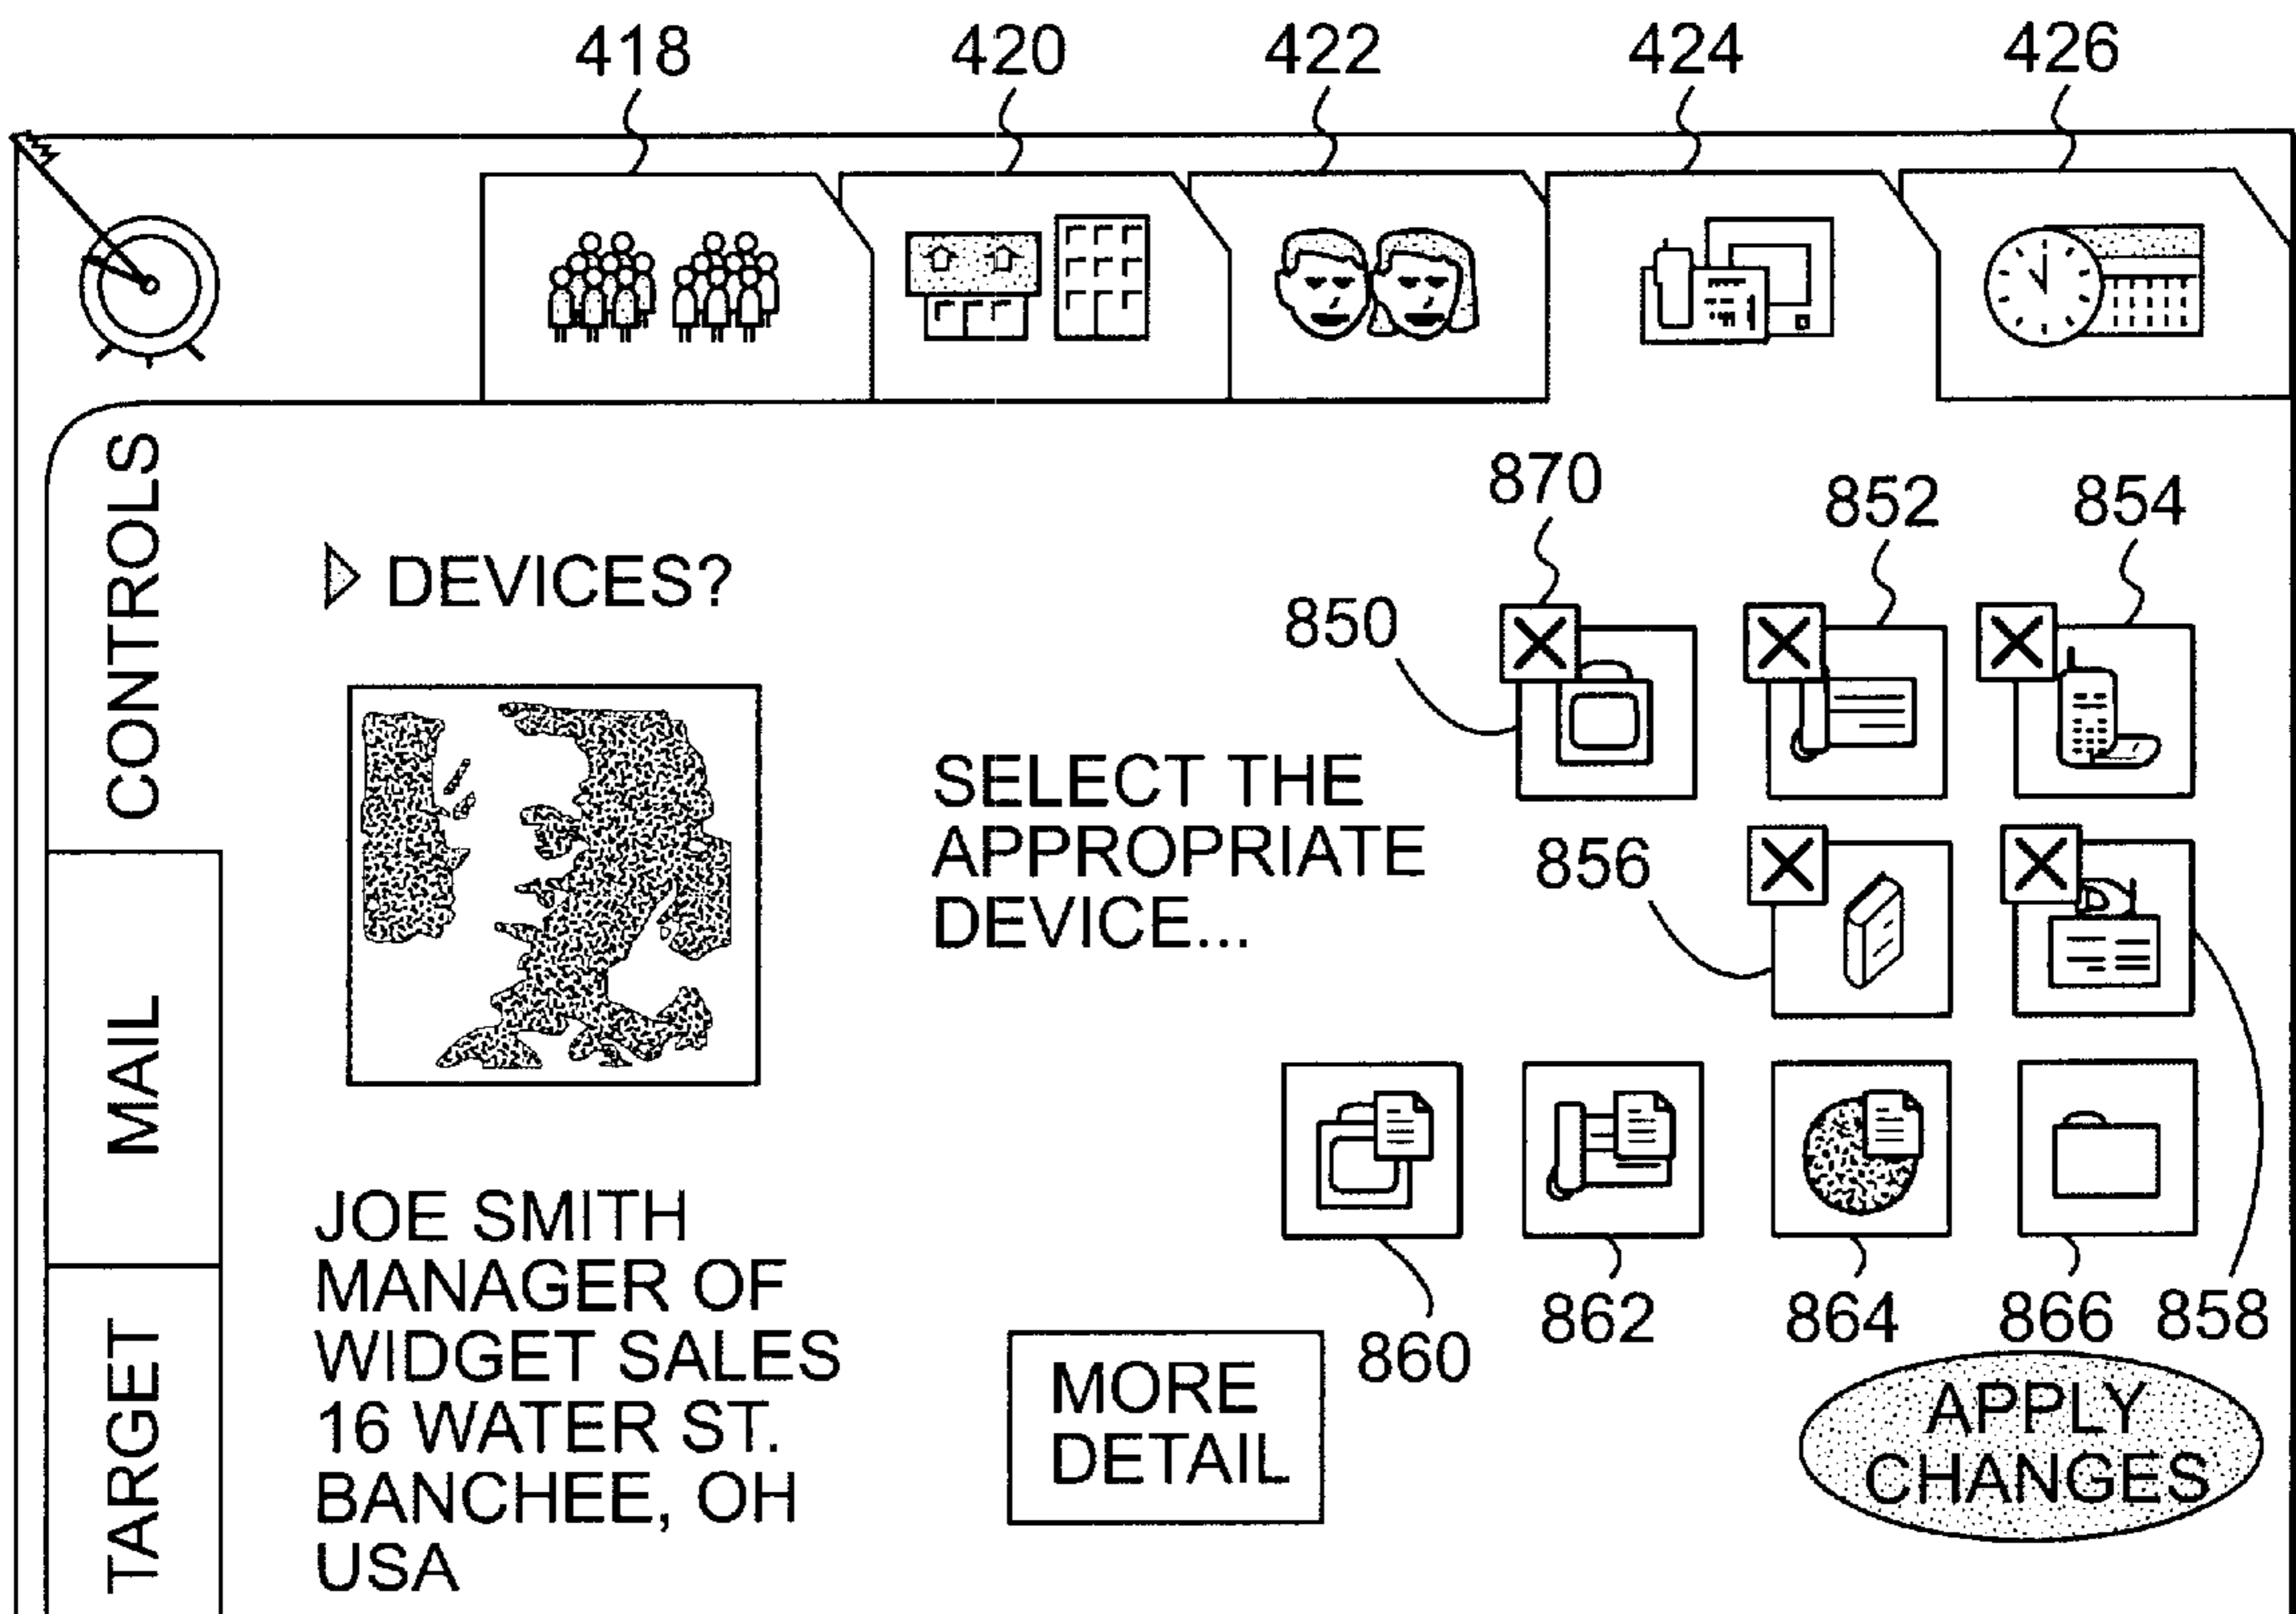 418 420 422 424 426
CONTROLS
MAIL
TARGET
DEVICES?
870
852
854
850
SELECT THE
APPROPRIATE
DEVICE...
856
860
862
864
866
858
JOE SMITH
MANAGER OF
WIDGET SALES
16 WATER ST.
BANCHEE, OH
USA
MORE
DETAIL
APPLY
CHANGES